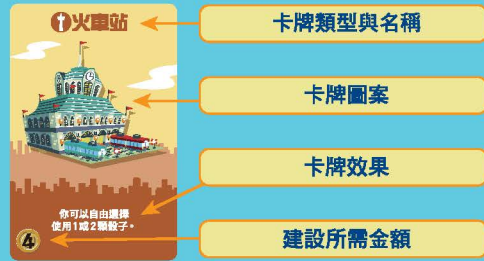 火車站
卡牌類型與名稱
卡牌圖案
卡牌效果
你可以自由選擇
使用1或2顆骰子。
4
建設所需金額